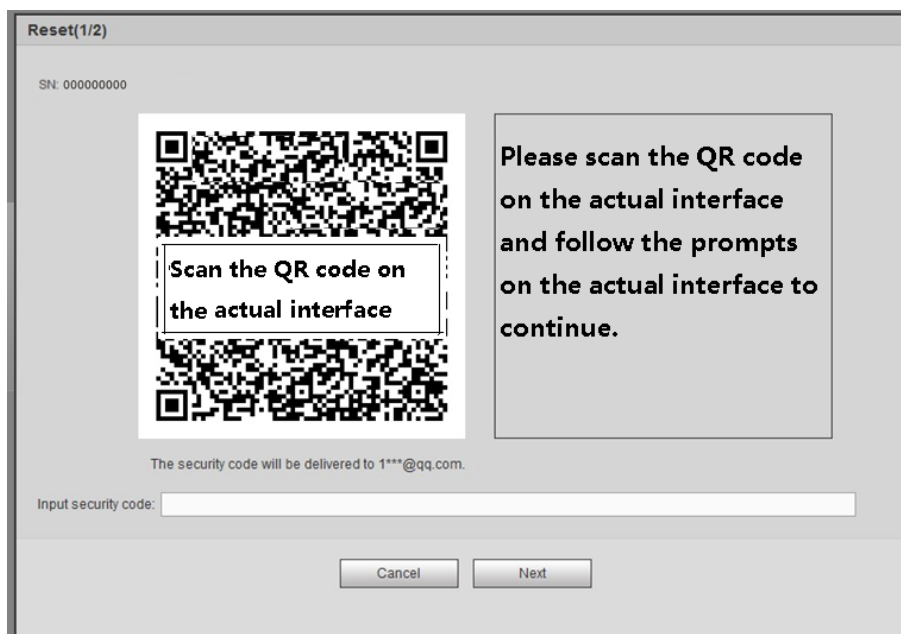 Reset(1/2)
SN: 000000000
Scan the QR code on
the actual interface
Please scan the QR code
on the actual interface
and follow the prompts
on the actual interface to
continue.
The security code will be delivered to 1***@qq.com.
Input security code:
Cancel
Next